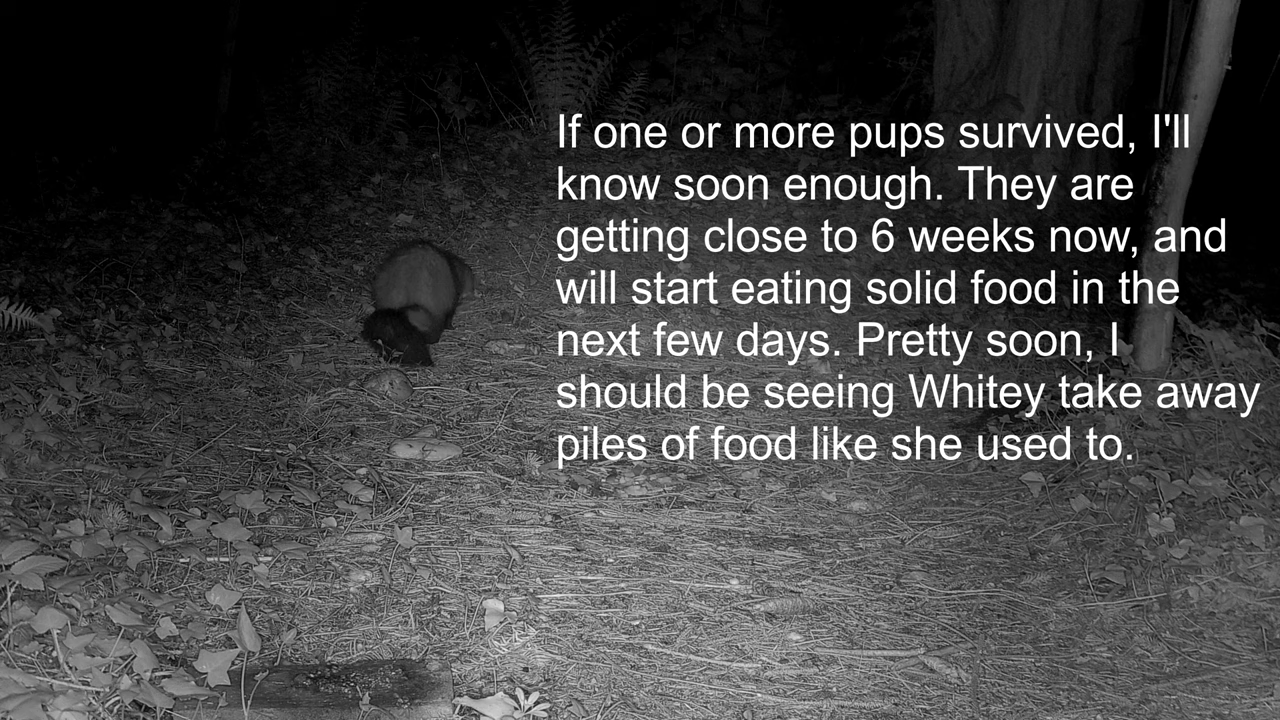 If one or more pups survived, I'll
know soon enough. They are
getting close to 6 weeks now, and
will start eating solid food in the
next few days. Pretty soon, I
should be seeing Whitey take away
piles of food like she used to.